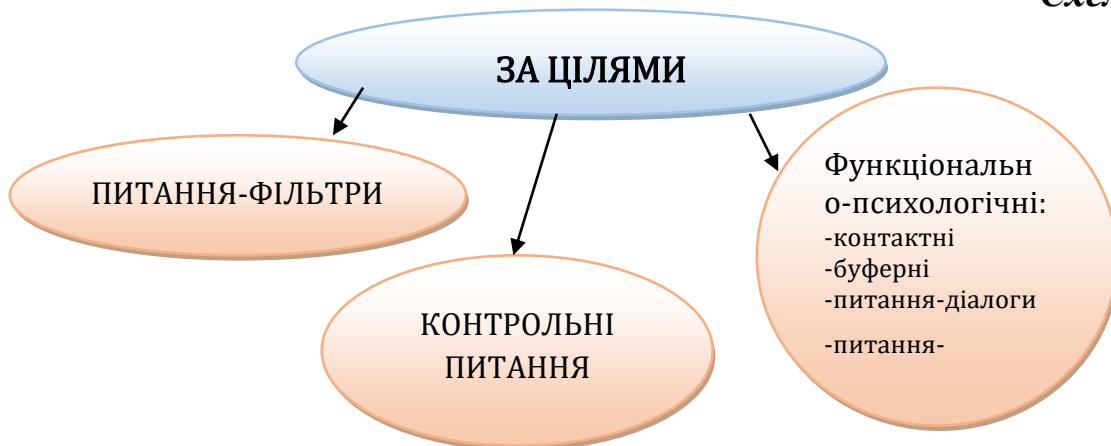 ЗА ЦІЛЯМИ
ПИТАННЯ-ФІЛЬТРИ
КОНТРОЛЬНІ
ПИТАННЯ
Функціональн
о-психологічні:
-контактні
-буферні
-питання-діалоги
-питання-